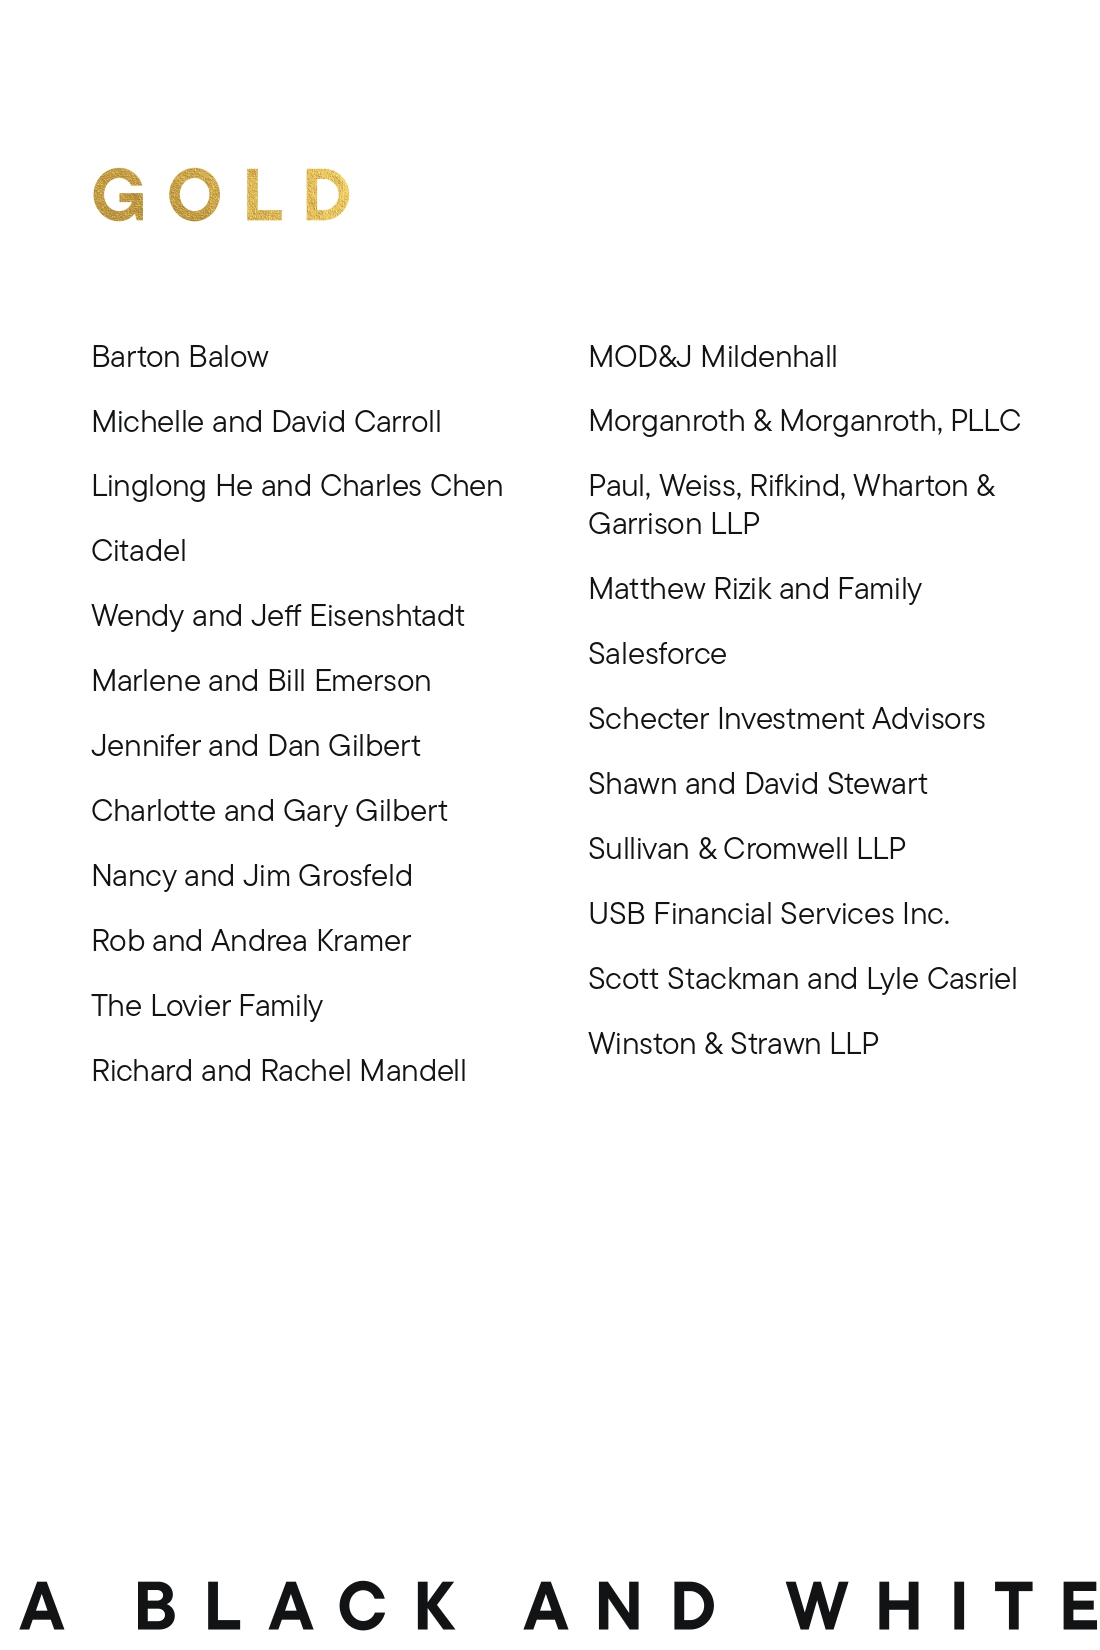 GOLD
Barton Balow
Michelle and David Carroll
Linglong He and Charles Chen
Citadel
Wendy and Jeff Eisenshtadt
Marlene and Bill Emerson
Jennifer and Dan Gilbert
Charlotte and Gary Gilbert
Nancy and Jim Grosfeld
Rob and Andrea Kramer
The Lovier Family
Richard and Rachel Mandell
MOD&J Mildenhall
Morganroth & Morganroth, PLLC
Paul, Weiss, Rifkind, Wharton &
Garrison LLP
Matthew Rizik and Family
Salesforce
Schecter Investment Advisors
Shawn and David Stewart
Sullivan & Cromwell LLP
USB Financial Services Inc.
Scott Stackman and Lyle Casriel
Winston & Strawn LLP
A BLACK AND WHITE